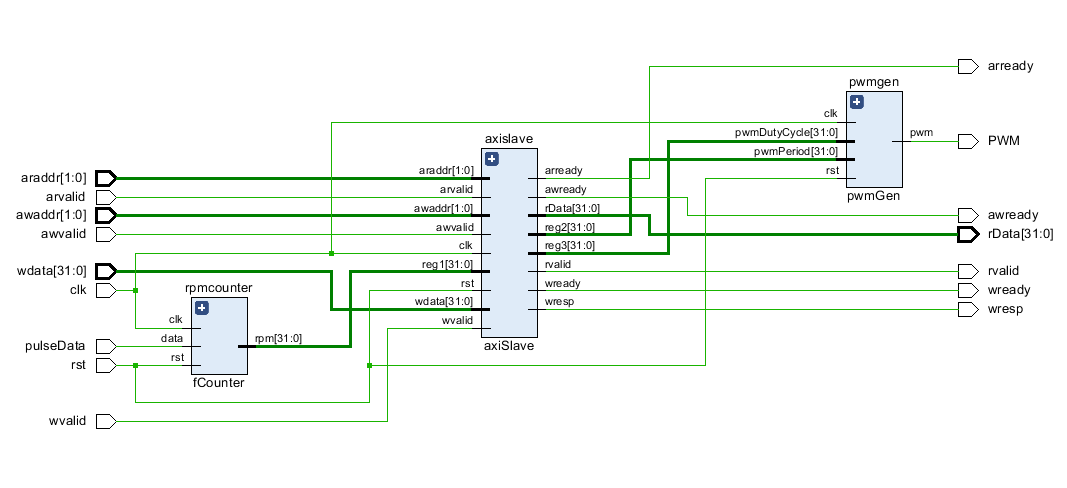 araddr[1:0]
arvalid
awaddr[1:0]
awvalid
wdata[31:0]
clk
pulseData
rst
wvalid
rpmcounter
clk
data
rst
rpm[31:0]
fCounter
axislave
araddr[1:0]
arvalid
awaddr[1:0]
awvalid
clk
reg1[31:0]
rst
wdata[31:0]
wvalid
arready
awready
rData[31:0]
reg2[31:0]
reg3[31:0]
rvalid
wready
wresp
axiSlave
pwmgen
clk
pwmDutyCycle[31:0]
pwmPeriod[31:0]
rst
pwm
pwmGen
arready
PWM
awready
rData[31:0]
rvalid
wready
wresp